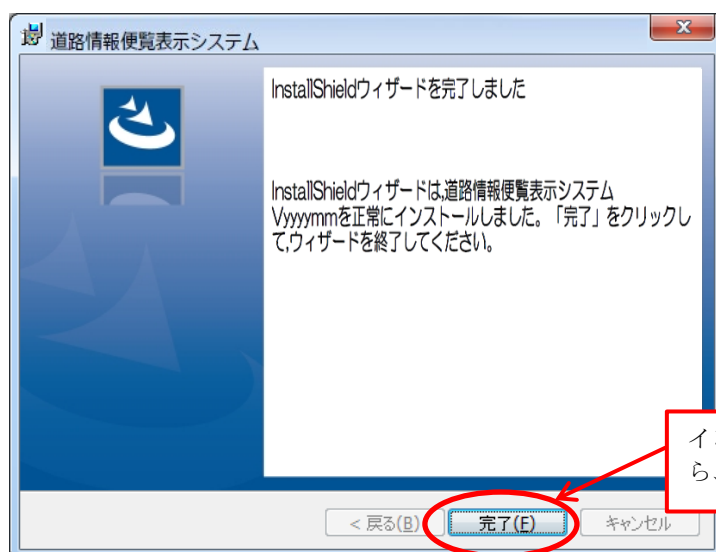 道路情報便覧表示システム
InstallShieldウィザードを完了しました
InstallShieldウィザードは,道路情報便覧表示システム
Vyyyymmを正常にインストールしました。「完了」をクリックし
て,ウィザードを終了してください。
ら、
< 戻る(B)
完了(F)
キャンセル